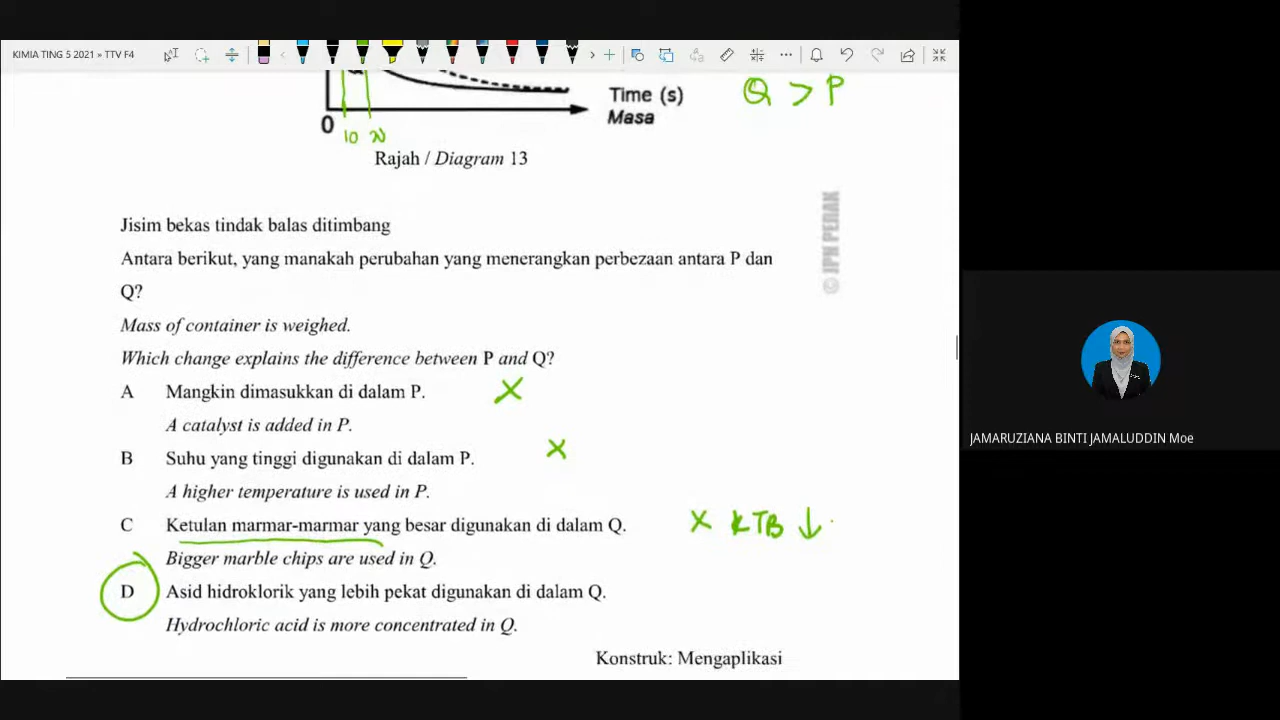 KIMIA TING 5 2021 » TTV F4
Time (s)
Masa
Q > P
0
10 20
Rajah / Diagram 13
Jisim bekas tindak balas ditimbang
Antara berikut, yang manakah perubahan yang menerangkan perbezaan antara P dan
Q?
Mass of container is weighed.
Which change explains the difference between P and Q?
A Mangkin dimasukkan di dalam P. X
A catalyst is added in P.
B Suhu yang tinggi digunakan di dalam P. X
A higher temperature is used in P.
C Ketulan marmar-marmar yang besar digunakan di dalam Q. X KTB ↓
Bigger marble chips are used in Q.
D Asid hidroklorik yang lebih pekat digunakan di dalam Q.
Hydrochloric acid is more concentrated in Q.
Konstruk: Mengaplikasi
© JPN PERAK
JAMARUZIANA BINTI JAMALUDDIN Moe